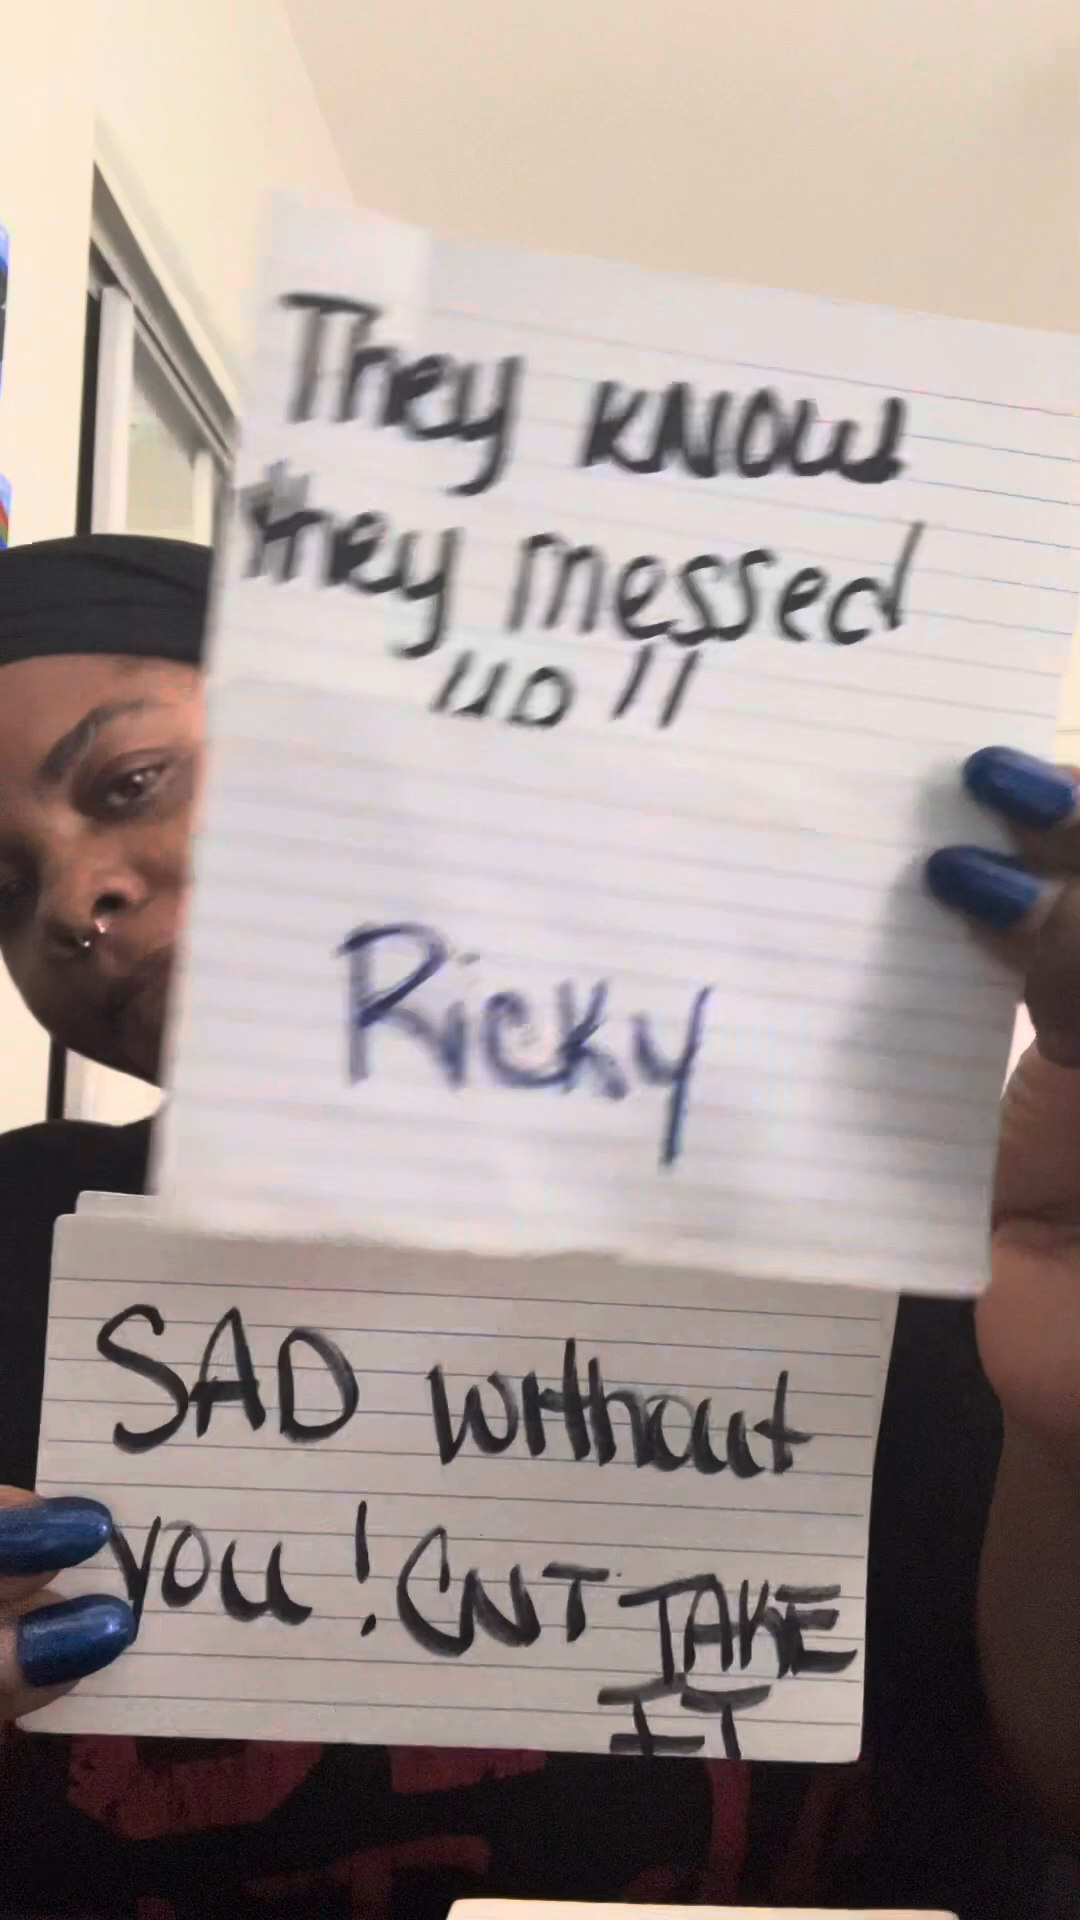 They KNOW
they messed
up!!
Ricky
SAD without
you! CNT TAKE
IT